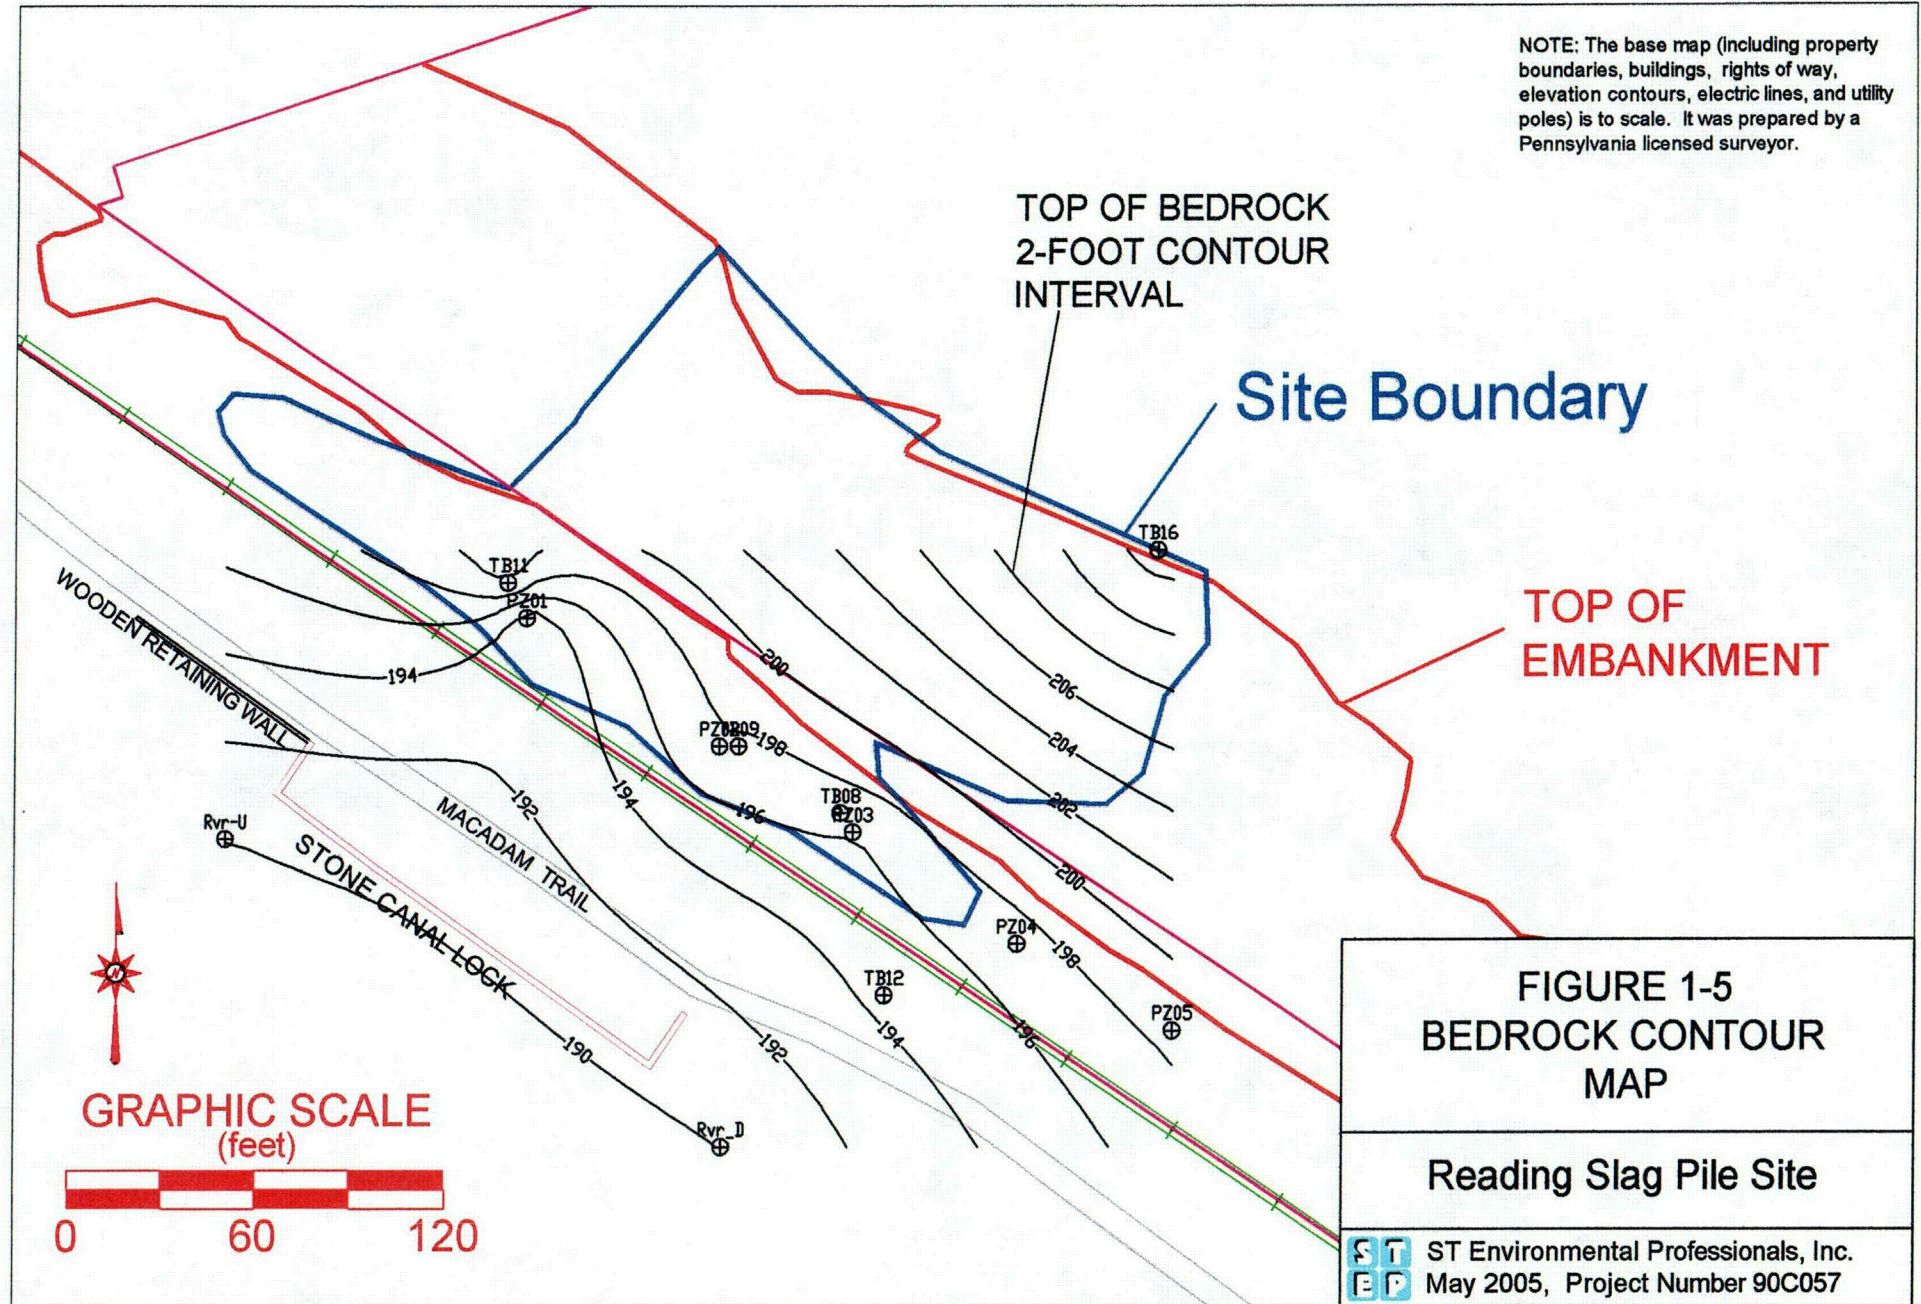 NOTE: The base map (including property
boundaries, buildings, rights of way,
elevation contours, electric lines, and utility
poles) is to scale. It was prepared by a
Pennsylvania licensed surveyor.
TOP OF BEDROCK
2-FOOT CONTOUR
INTERVAL
Site Boundary
TB16
TB11
PZ01
WOODEN RETAINING WALL
TOP OF
EMBANKMENT
200
194
206
198
204
192
194
196
TB08
PZ03
202
MACADAM TRAIL
Rvr-U
STONE CANAL LOCK
200
PZ04
198
TB12
PZ05
194
196
192
190
Rvr_D
N
GRAPHIC SCALE
(feet)
0 60 120
FIGURE 1-5
BEDROCK CONTOUR
MAP
Reading Slag Pile Site
ST
EP
ST Environmental Professionals, Inc.
May 2005, Project Number 90C057